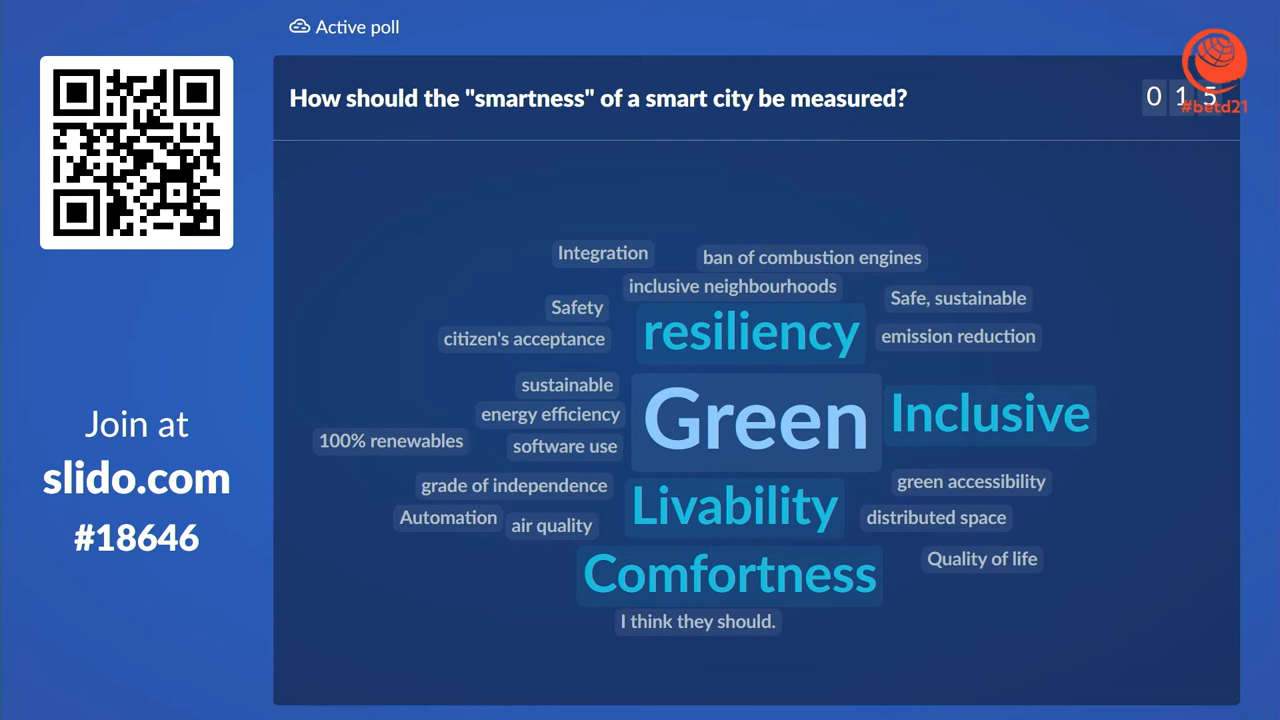 Active poll
How should the "smartness" of a smart city be measured?
0 1 5
#betd21
Integration
ban of combustion engines
inclusive neighbourhoods
Safe, sustainable
Safety
resiliency
citizen's acceptance
emission reduction
sustainable
Green
Inclusive
energy efficiency
100% renewables
software use
grade of independence
Livability
green accessibility
Automation
air quality
distributed space
Comfortness
Quality of life
I think they should.
Join at
slido.com
#18646